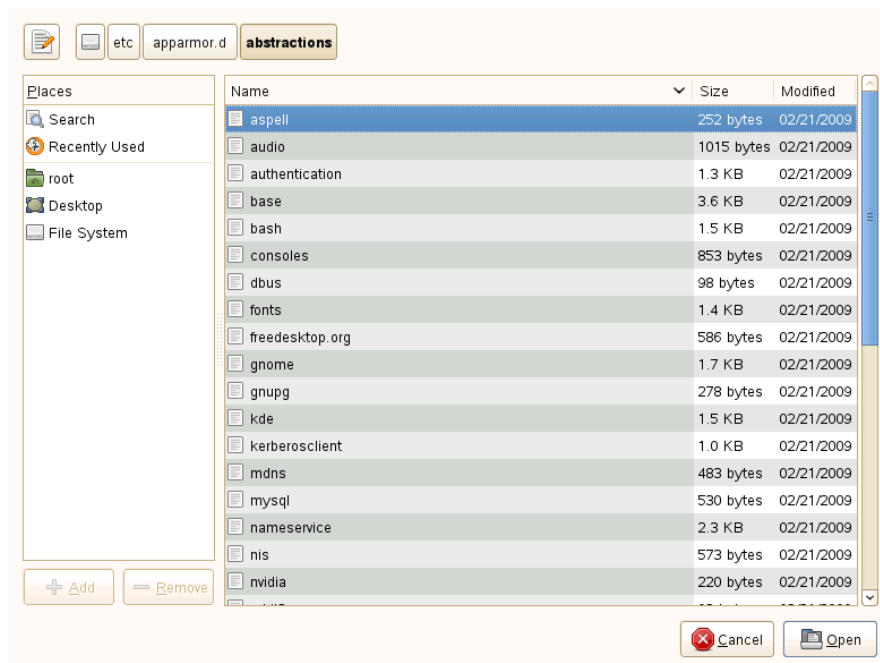 etc apparmor.d abstractions
Places
Search
Recently Used
root
Desktop
File System
Add Remove
Name Size Modified
aspell 252 bytes 02/21/2009
audio 1015 bytes 02/21/2009
authentication 1.3 KB 02/21/2009
base 3.6 KB 02/21/2009
bash 1.5 KB 02/21/2009
consoles 853 bytes 02/21/2009
dbus 98 bytes 02/21/2009
fonts 1.4 KB 02/21/2009
freedesktop.org 586 bytes 02/21/2009
gnome 1.7 KB 02/21/2009
gnupg 278 bytes 02/21/2009
kde 1.5 KB 02/21/2009
kerberosclient 1.0 KB 02/21/2009
mdns 483 bytes 02/21/2009
mysql 530 bytes 02/21/2009
nameservice 2.3 KB 02/21/2009
nis 573 bytes 02/21/2009
nvidia 220 bytes 02/21/2009
Cancel Open